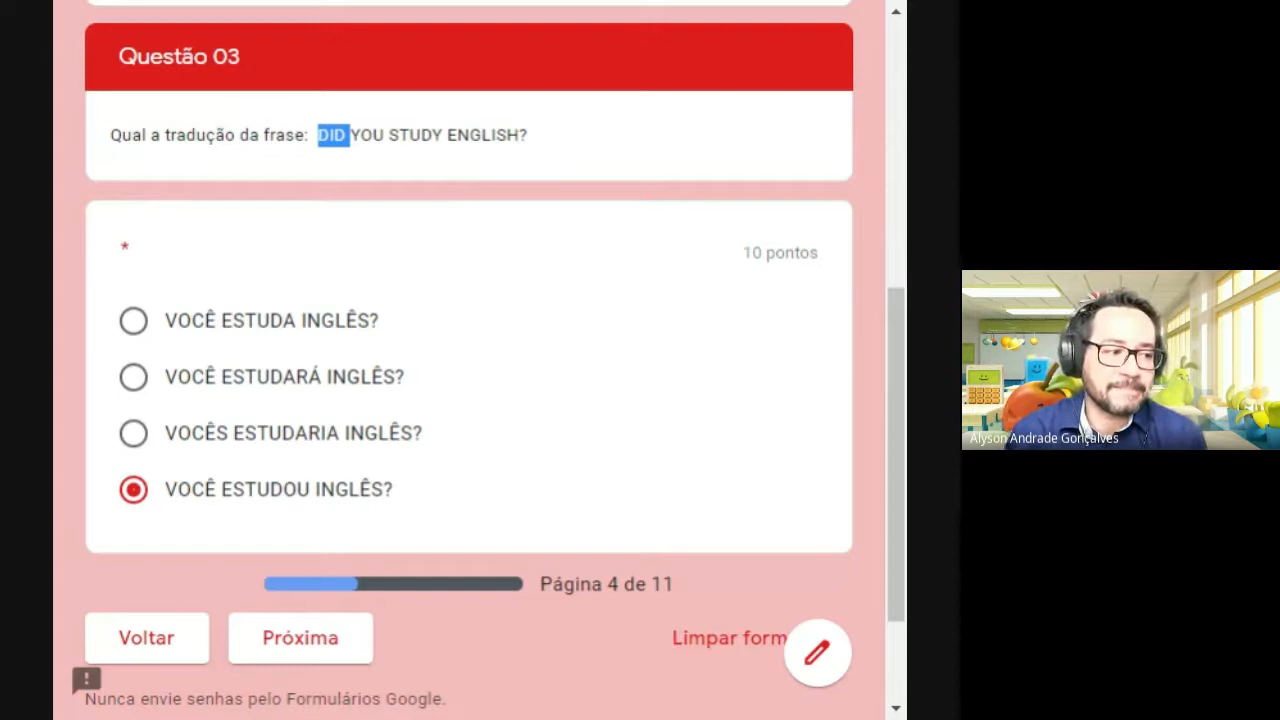 Questão 03
Qual a tradução da frase: DID YOU STUDY ENGLISH?
*
10 pontos
VOCÊ ESTUDA INGLÊS?
VOCÊ ESTUDARÁ INGLÊS?
VOCÊS ESTUDARIA INGLÊS?
VOCÊ ESTUDOU INGLÊS?
Página 4 de 11
Voltar
Próxima
Limpar form
!
Nunca envie senhas pelo Formulários Google.
Alyson Andrade Gonçalves